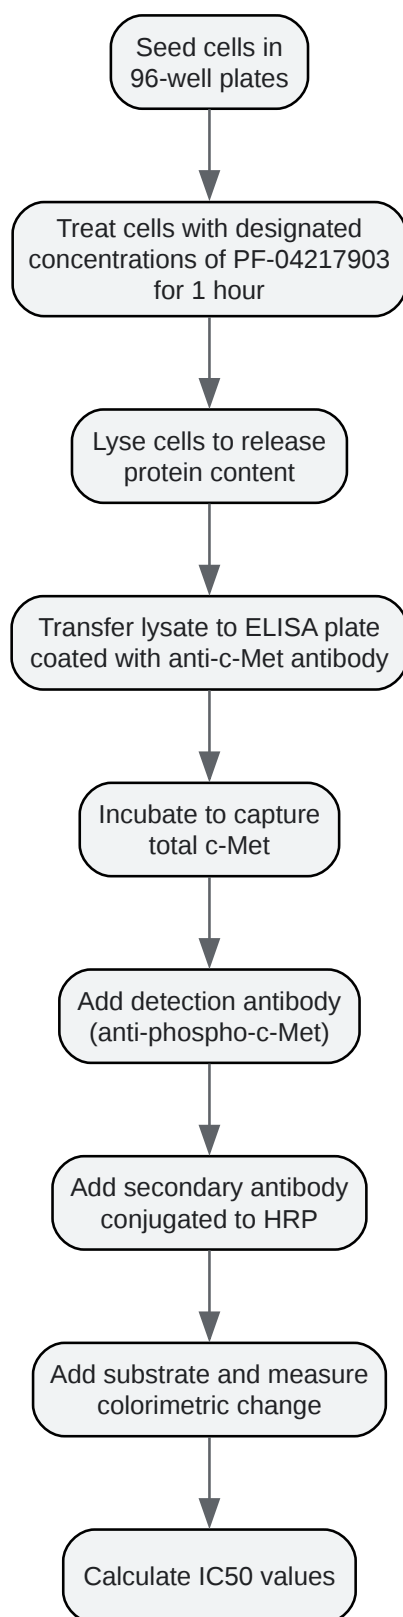 Seed cells in
96-well plates
Treat cells with designated
concentrations of PF-04217903
for 1 hour
Lyse cells to release
protein content
Transfer lysate to ELISA plate
coated with anti-c-Met antibody
Incubate to capture
total c-Met
Add detection antibody
(anti-phospho-c-Met)
Add secondary antibody
conjugated to HRP
Add substrate and measure
colorimetric change
Calculate IC50 values